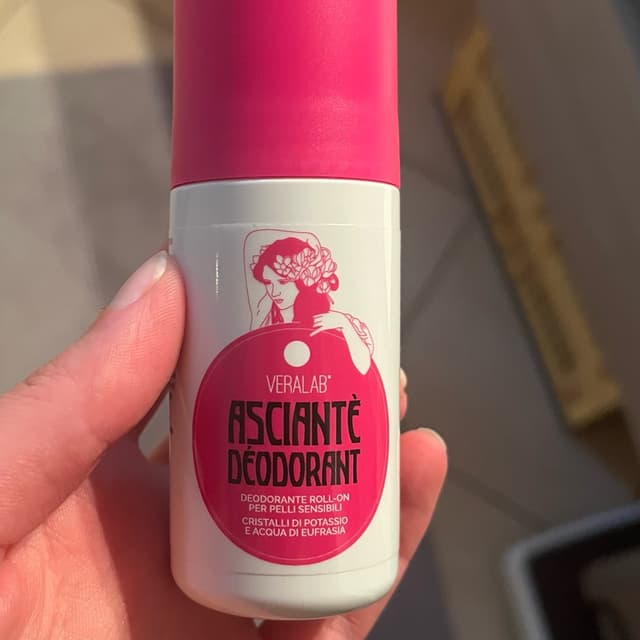 VERALAB®
ASCIANTÈ
DÉODORANT
DEODORANTE ROLL-ON
PER PELLI SENSIBILI
CRISTALLI DI POTASSIO
E ACQUA DI EUFRASIA